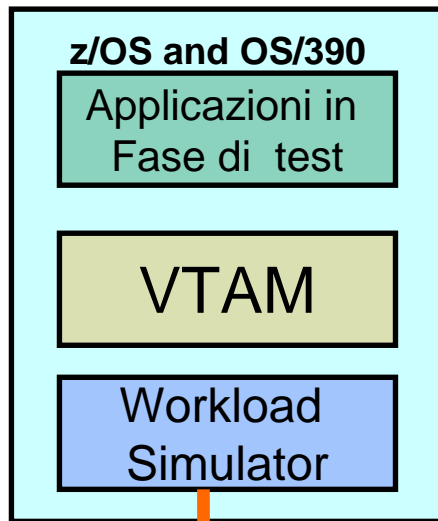 z/OS and OS/390
Applicazioni in
Fase di test
VTAM
Workload
Simulator